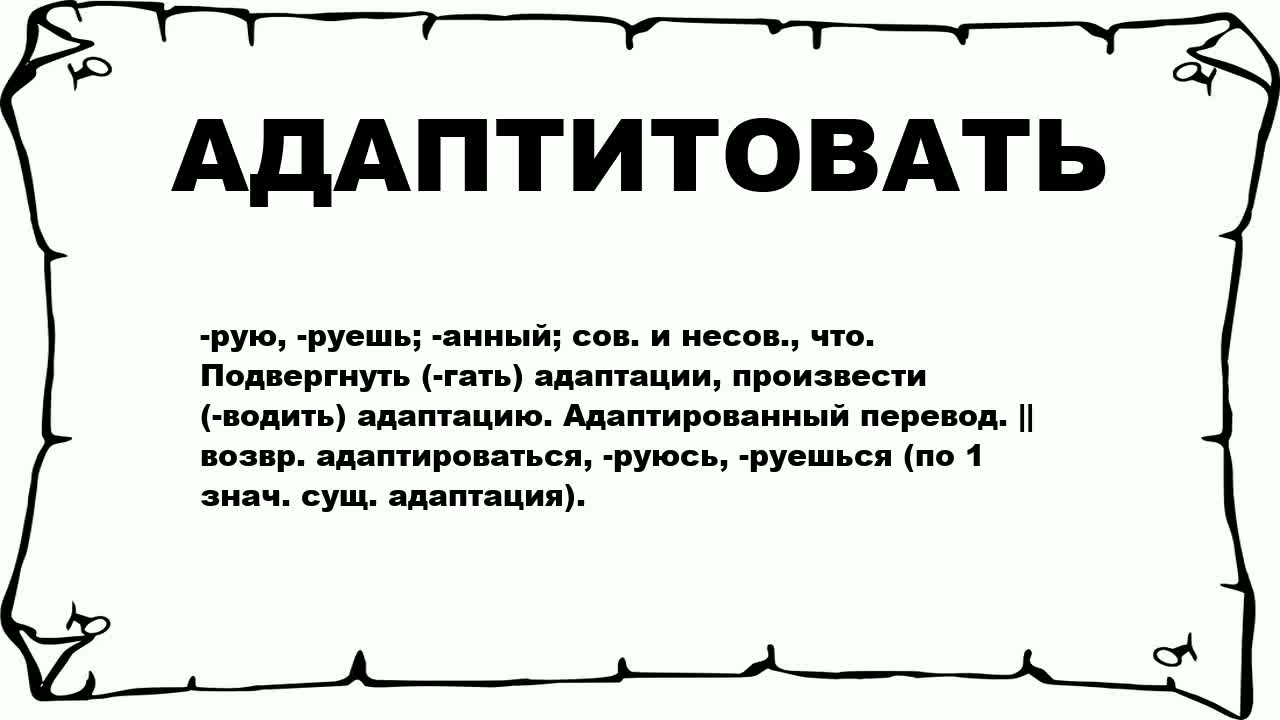 АДАПТИТОВАТЬ
-рую, -руешь; -анный; сов. и несов., что.
Подвергнуть (-гать) адаптации, произвести
(-водить) адаптацию. Адаптированный перевод. ||
возвр. адаптироваться, -руюсь, -руешься (по 1
знач. сущ. адаптация).